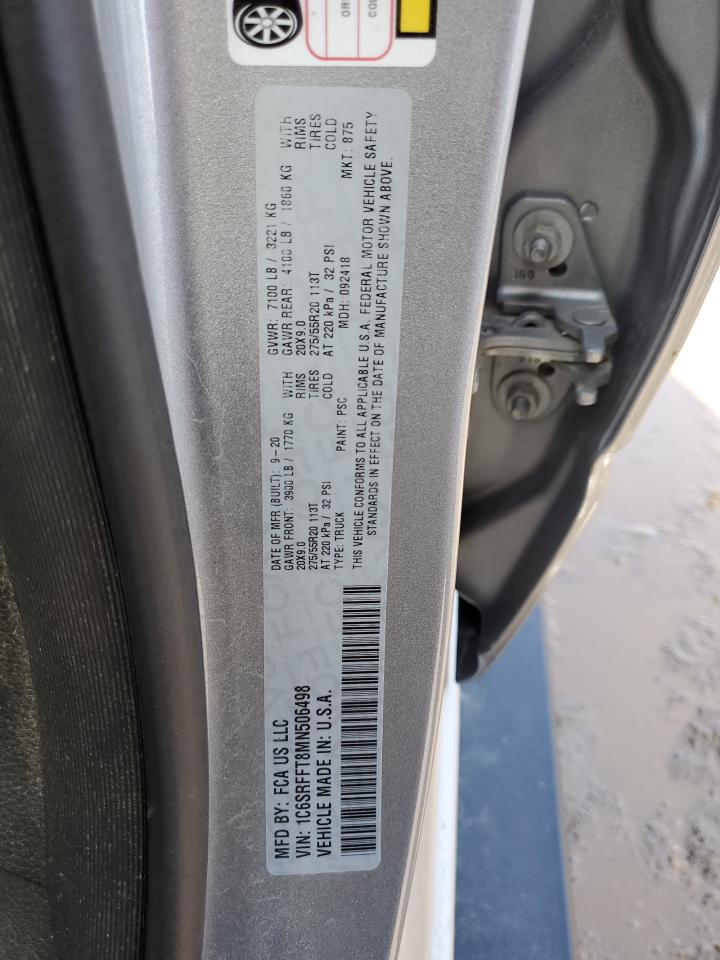 MFD BY: FCA US LLC
VIN: 1C6SRFFT8MN506498
VEHICLE MADE IN: U.S.A.
DATE OF MFR (BUILT): 9-20 GVWR: 7100 LB / 3221 KG
GAWR FRONT: 3900 LB / 1770 KG WITH GAWR REAR: 4100 LB / 1860 KG WITH
20X9.0 RIMS 20X9.0 RIMS
275/55R20 113T TIRES 275/55R20 113T TIRES
AT 220 kPa / 32 PSI COLD AT 220 kPa / 32 PSI COLD
TYPE: TRUCK PAINT: PSC MDH: 092418 MKT: 875
THIS VEHICLE CONFORMS TO ALL APPLICABLE U.S.A. FEDERAL MOTOR VEHICLE SAFETY
STANDARDS IN EFFECT ON THE DATE OF MANUFACTURE SHOWN ABOVE.